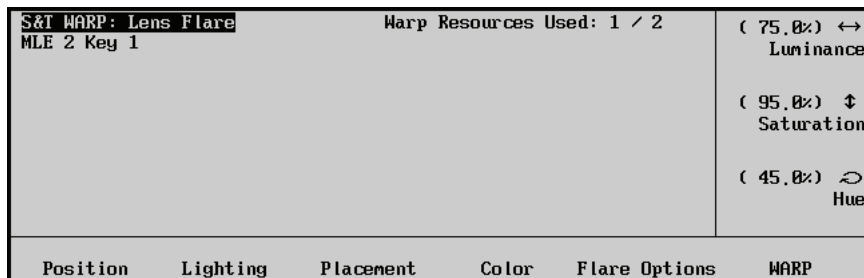 S&T WARP: Lens Flare Warp Resources Used: 1 / 2
MLE 2 Key 1
( 75.0%) ↔
Luminance
( 95.0%) ↕
Saturation
( 45.0%)
Hue
Position Lighting Placement Color Flare Options WARP